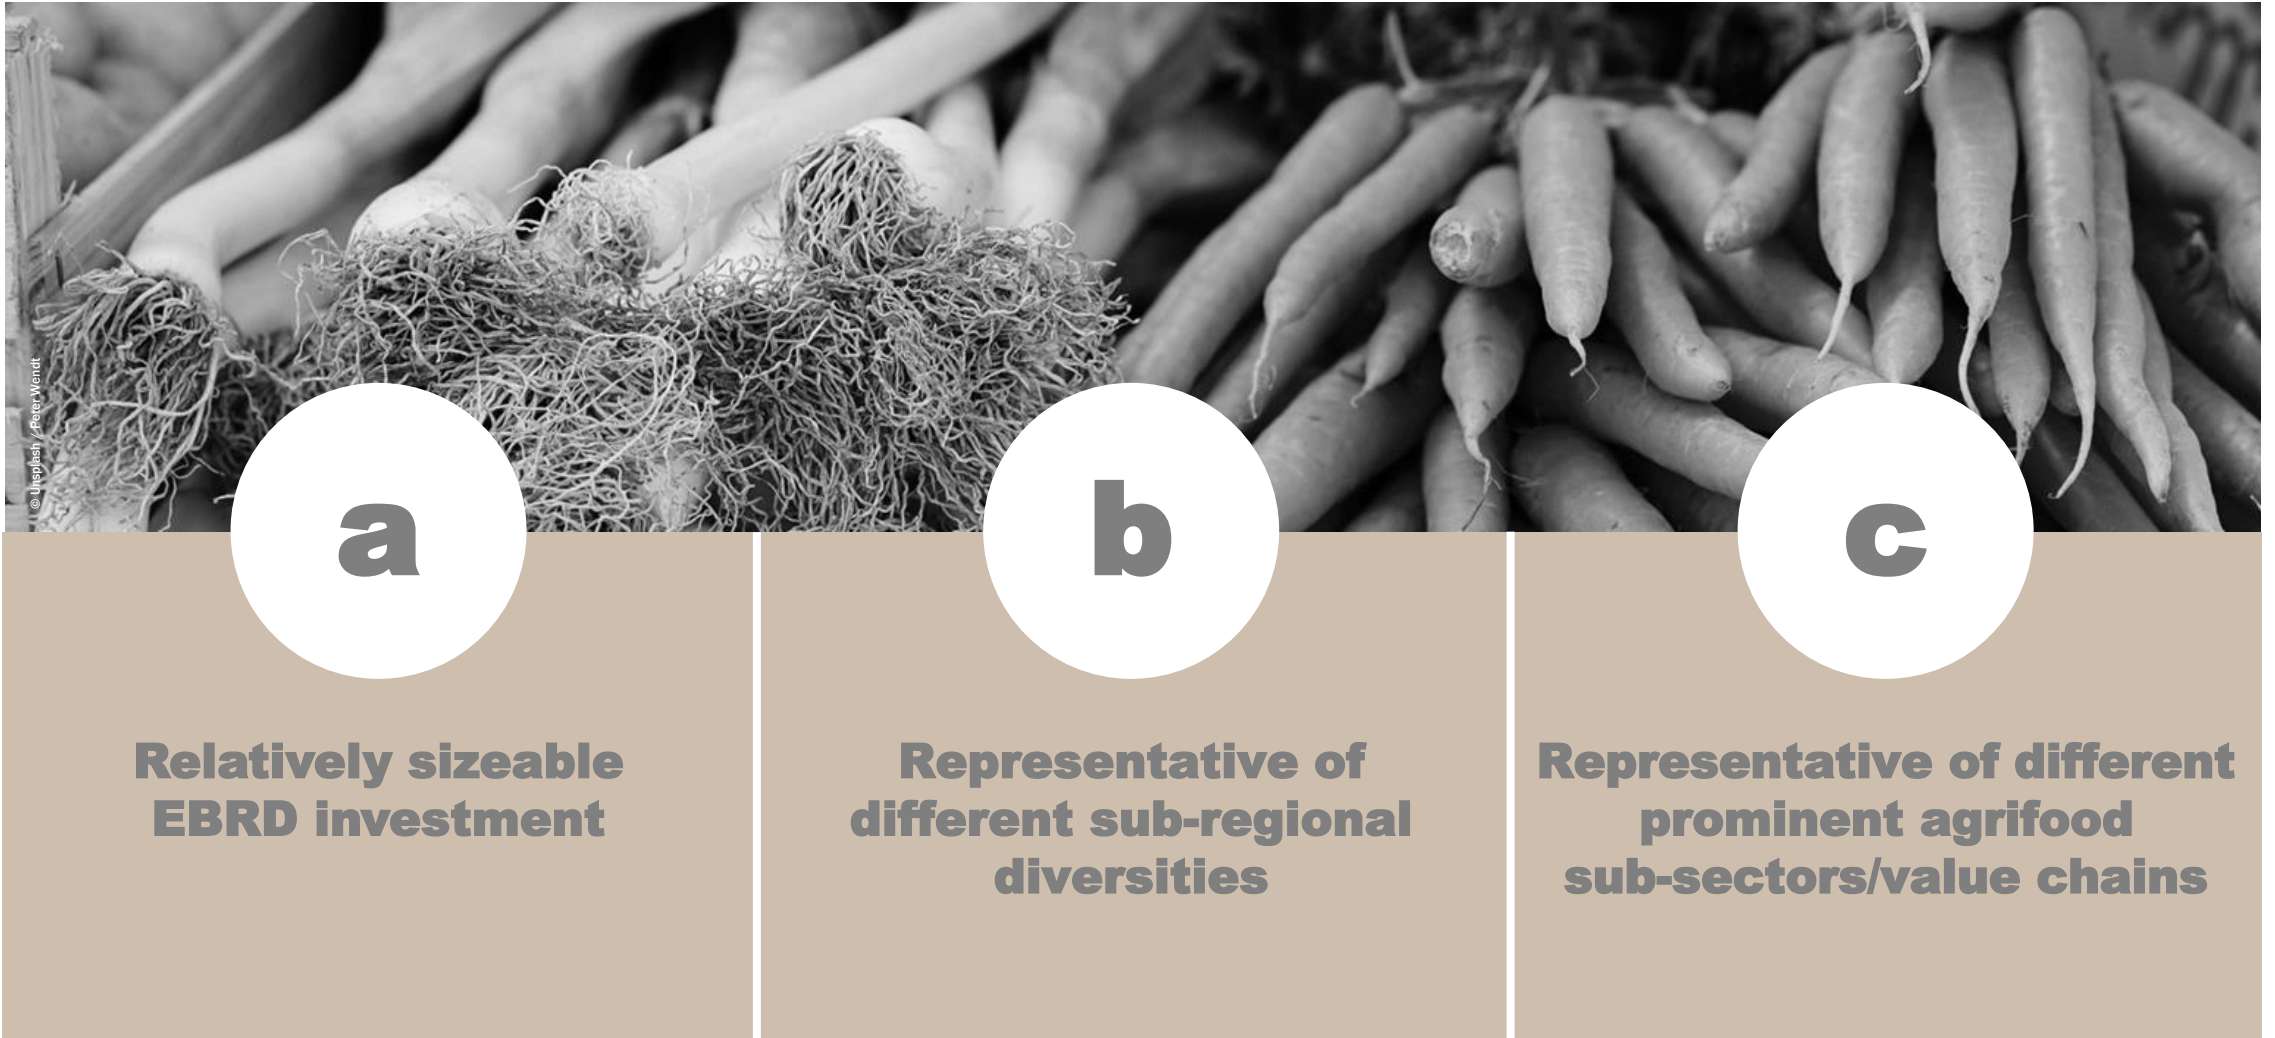 © Unsplash / Peter Wendt
a
Relatively sizeable
EBRD investment
b
Representative of
different sub-regional
diversities
c
Representative of different
prominent agrifood
sub-sectors/value chains